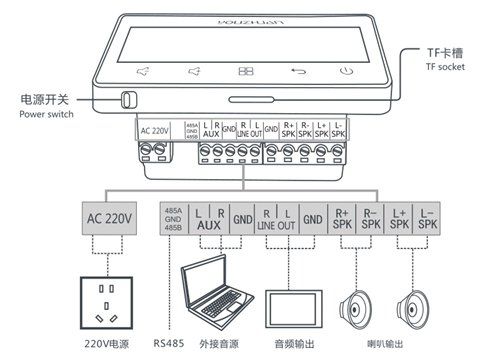 YOUZHUAN
TF卡槽
TF socket
电源开关
Power switch
AC 220V
485A
GND
485B
L R
AUX
GND
R L
LINE OUT
GND
R+
SPK
R-
SPK
L+
SPK
L-
SPK
AC 220V
485A
GND
485B
L R
AUX
GND
R L
LINE OUT
GND
R+
SPK
R-
SPK
L+
SPK
L-
SPK
220V电源
RS485
外接音源
音频输出
喇叭输出